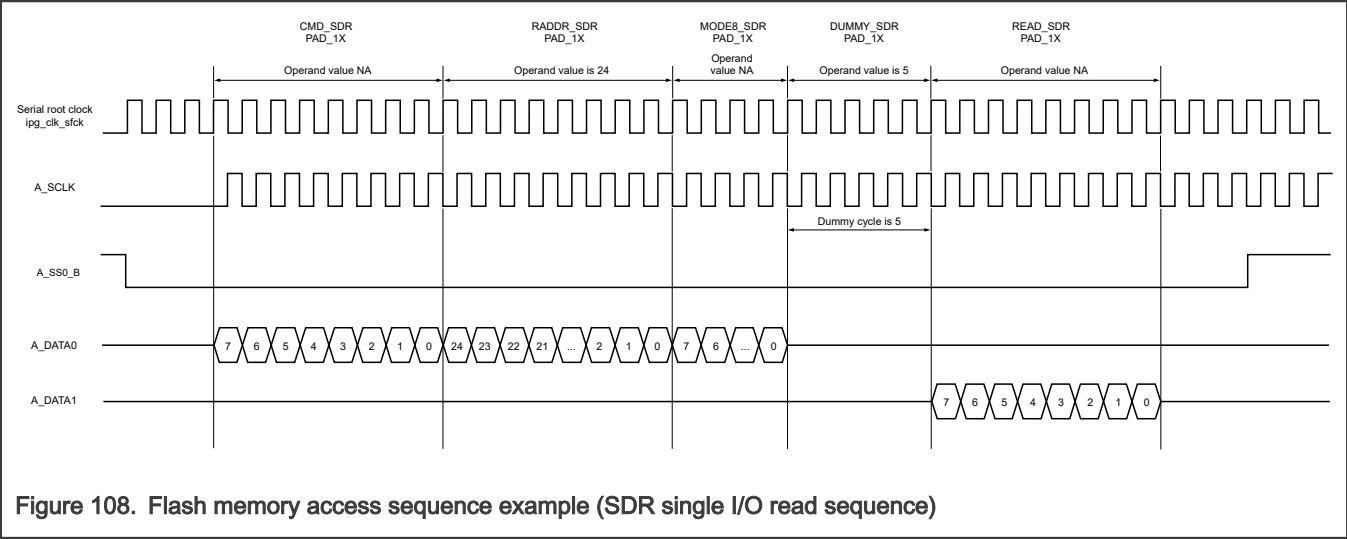 CMD_SDR
PAD_1X
RADDR_SDR
PAD_1X
MODE8_SDR
PAD_1X
DUMMY_SDR
PAD_1X
READ_SDR
PAD_1X
Operand value NA
Operand value is 24
Operand
value NA
Operand value is 5
Operand value NA
Serial root clock
ipg_clk_sfck
A_SCLK
Dummy cycle is 5
A_SS0_B
A_DATA0
7 6 5 4 3 2 1 0 24 23 22 21 ... 2 1 0 7 6 ... 0
A_DATA1
7 6 5 4 3 2 1 0
Figure 108. Flash memory access sequence example (SDR single I/O read sequence)